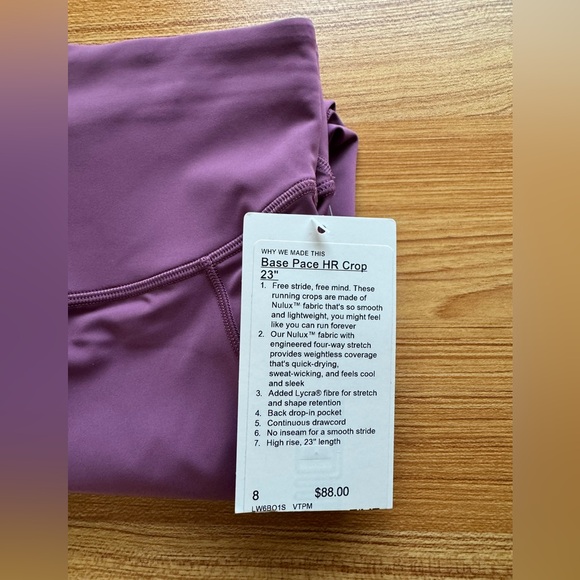 WHY WE MADE THIS
Base Pace HR Crop
23"
1. Free stride, free mind. These
running crops are made of
Nulux™ fabric that's so smooth
and lightweight, you might feel
like you can run forever
2. Our Nulux™ fabric with
engineered four-way stretch
provides weightless coverage
that's quick-drying,
sweat-wicking, and feels cool
and sleek
3. Added Lycra® fibre for stretch
and shape retention
4. Back drop-in pocket
5. Continuous drawcord
6. No inseam for a smooth stride
7. High rise, 23" length
8 $88.00
LW6BO1S VTPM